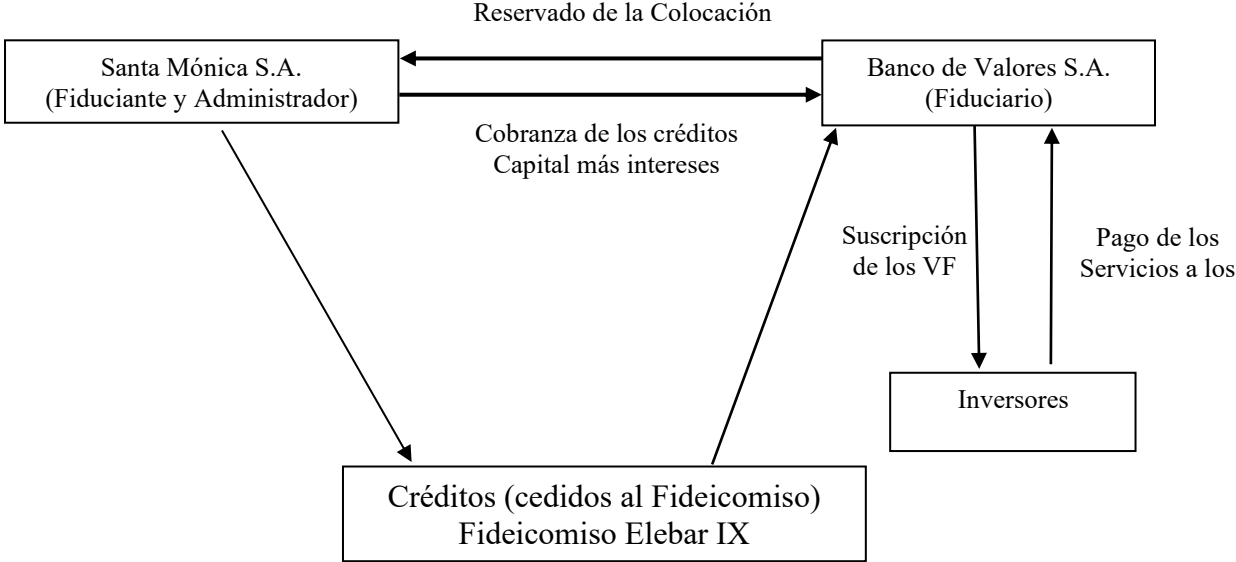 Reservado de la Colocación
Santa Mónica S.A.
(Fiduciante y Administrador)
Banco de Valores S.A.
(Fiduciario)
Cobranza de los créditos
Capital más intereses
Suscripción
de los VF
Pago de los
Servicios a los
Inversores
Créditos (cedidos al Fideicomiso)
Fideicomiso Elebar IX